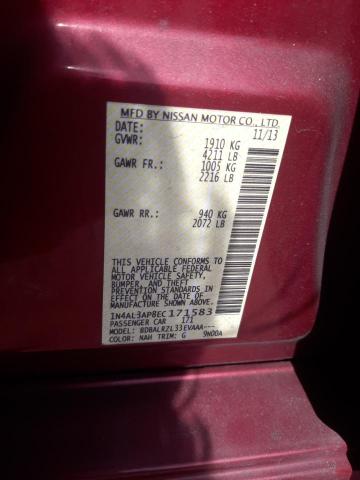 MFD BY NISSAN MOTOR CO., LTD.
DATE: 11/13
GVWR: 1910 KG
4211 LB
GAWR FR.: 1005 KG
2216 LB
GAWR RR.: 940 KG
2072 LB
THIS VEHICLE CONFORMS TO
ALL APPLICABLE FEDERAL
MOTOR VEHICLE SAFETY,
BUMPER, AND THEFT
PREVENTION STANDARDS IN
EFFECT ON THE DATE OF
MANUFACTURE SHOWN ABOVE.
1N4AL3AP8EC171583
PASSENGER CAR 171
MODEL: BDBALRZL33EVAAA---
COLOR: NAH TRIM: G 9N00A